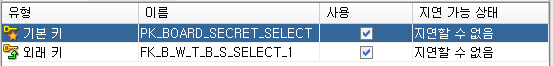 유형 이름 사용 지연 가능 상태
기본 키 PK_BOARD_SECRET_SELECT 지연할 수 없음
외래 키 FK_B_W_T_B_S_SELECT_1 지연할 수 없음